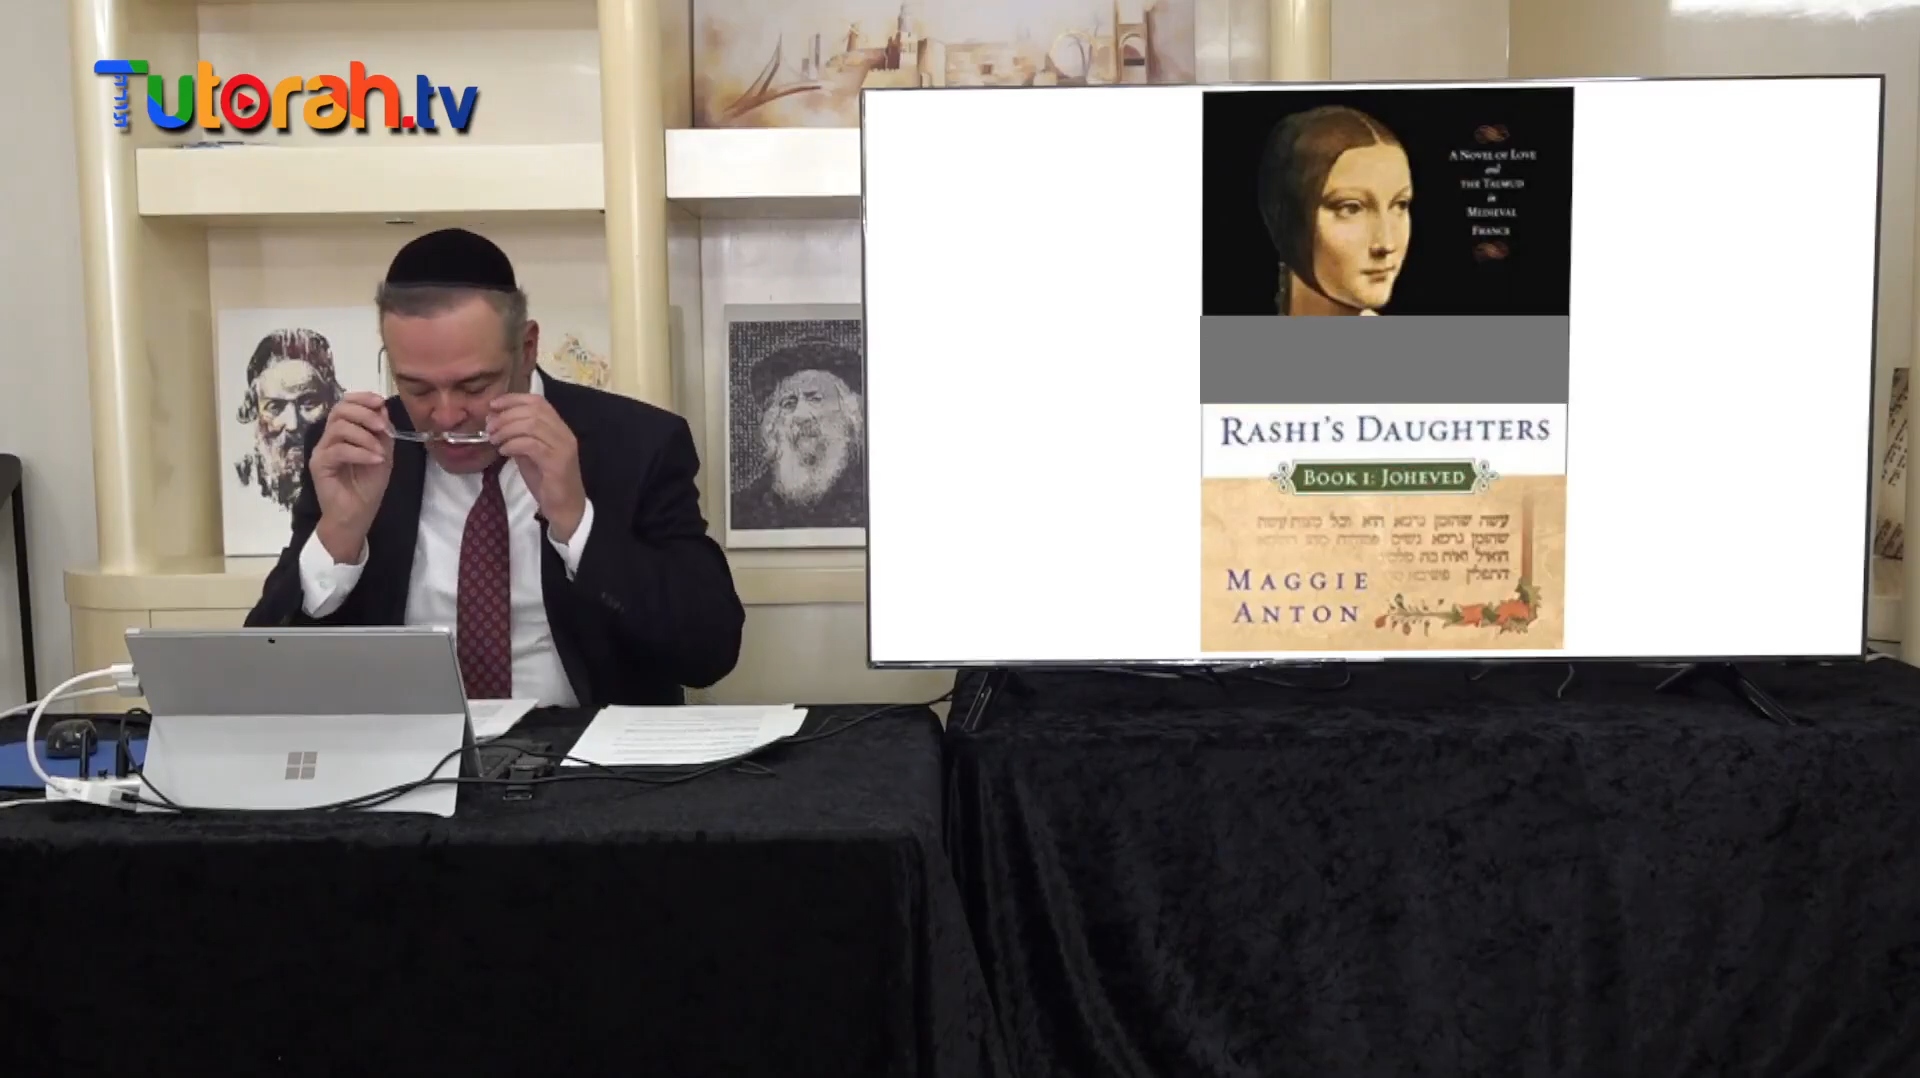 Tutorah.tv
A NOVEL OF LOVE
and
THE TALMUD
in
MEDIEVAL
FRANCE
RASHI'S DAUGHTERS
BOOK I: JOHEVED
MAGGIE
ANTON